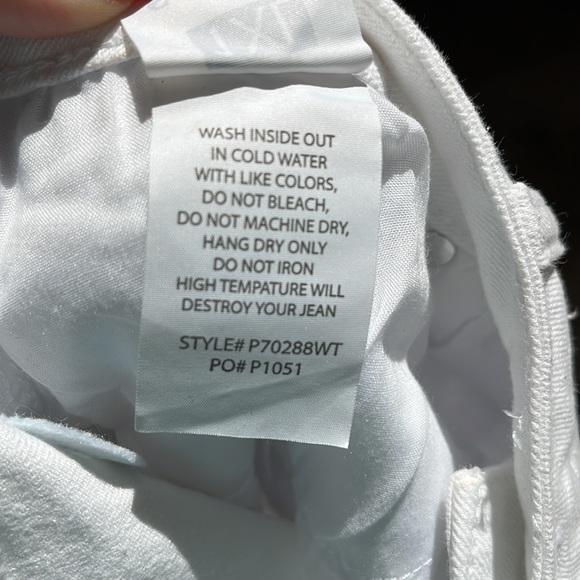 WASH INSIDE OUT
IN COLD WATER
WITH LIKE COLORS,
DO NOT BLEACH,
DO NOT MACHINE DRY,
HANG DRY ONLY
DO NOT IRON
HIGH TEMPATURE WILL
DESTROY YOUR JEAN
STYLE# P70288WT
PO# P1051